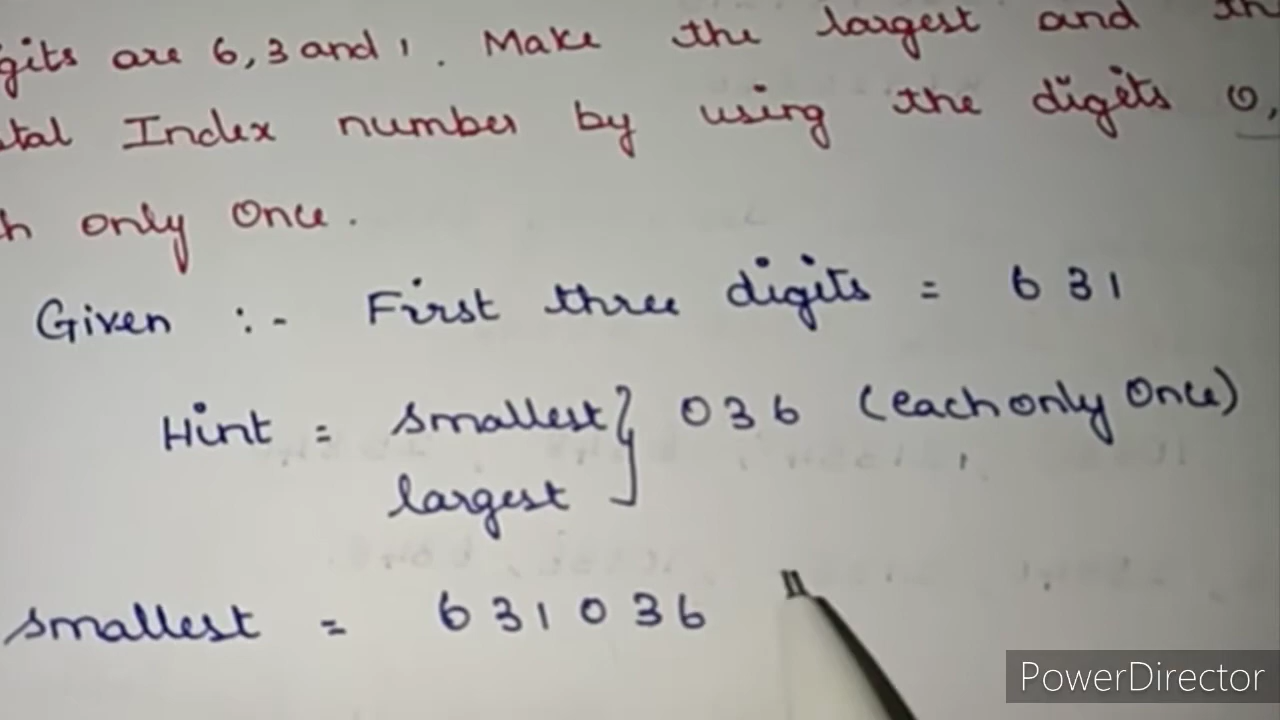 gits are 6, 3 and 1. Make the largest and th
tal Index number by using the digits 0,
h only Once.
Given :- First three digits = 6 3 1
Hint = smallest } 0 3 6 (each only Once)
largest
smallest = 6 3 1 0 3 6
PowerDirector